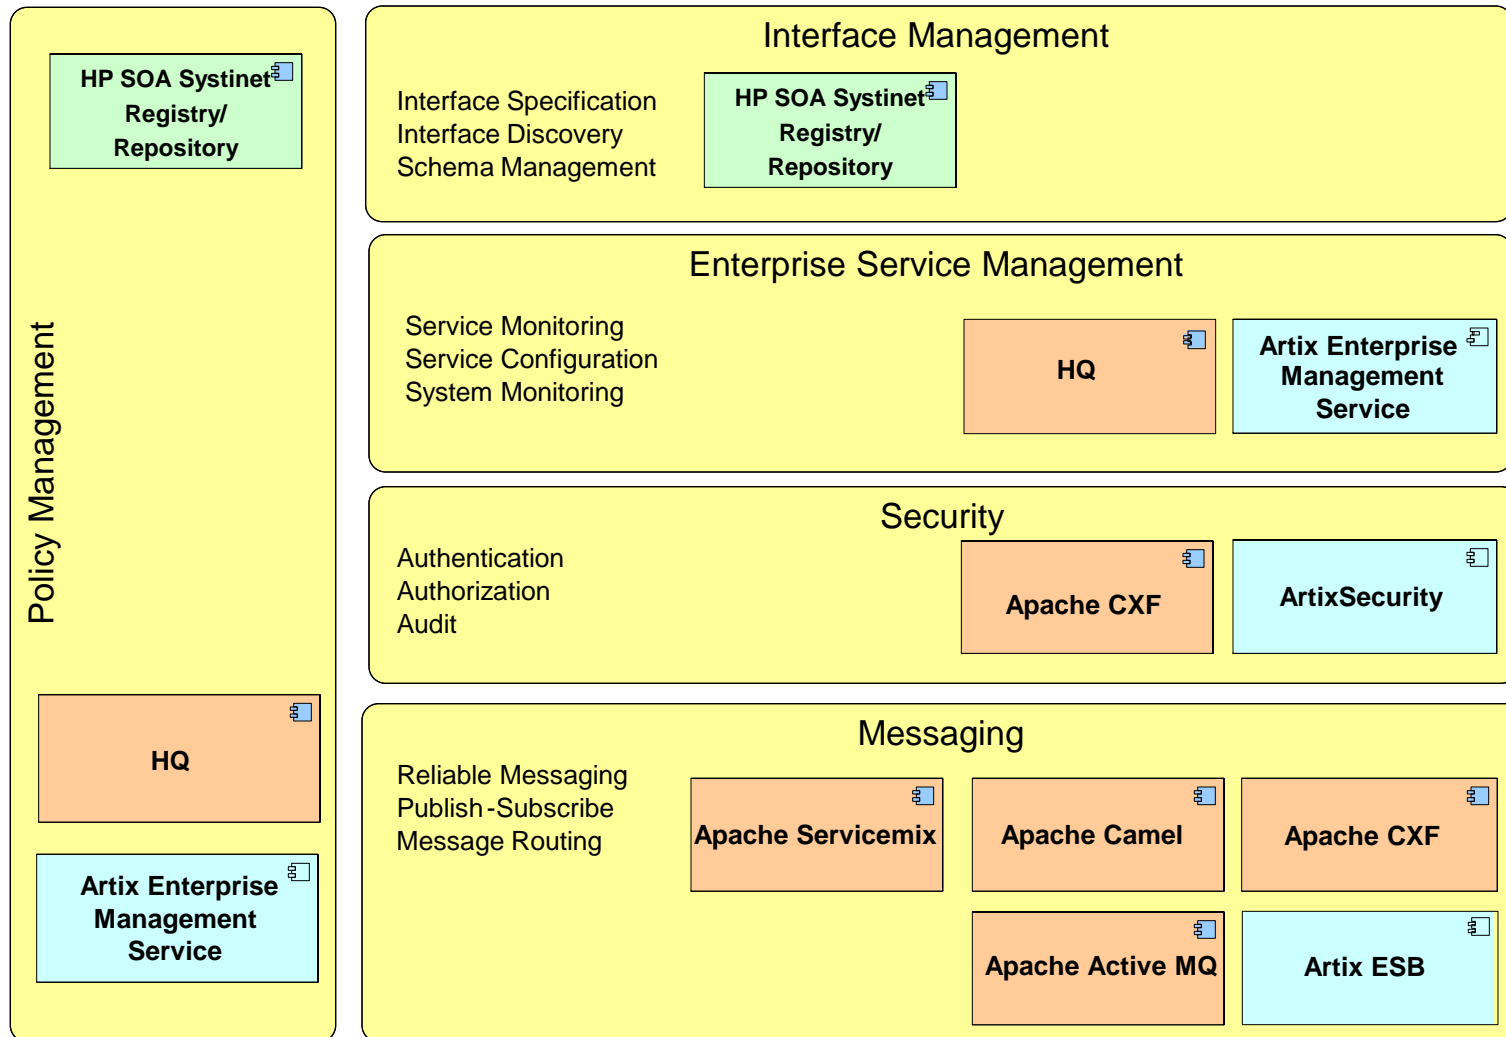 HP SOA Systinet
Registry/
Repository
Policy Management
HQ
Artix Enterprise
Management
Service
Interface Management
Interface Specification
Interface Discovery
Schema Management
HP SOA Systinet
Registry/
Repository
Enterprise Service Management
Service Monitoring
Service Configuration
System Monitoring
HQ
Artix Enterprise
Management
Service
Security
Authentication
Authorization
Audit
Apache CXF
ArtixSecurity
Messaging
Reliable Messaging
Publish-Subscribe
Message Routing
Apache Servicemix
Apache Camel
Apache CXF
Apache Active MQ
Artix ESB